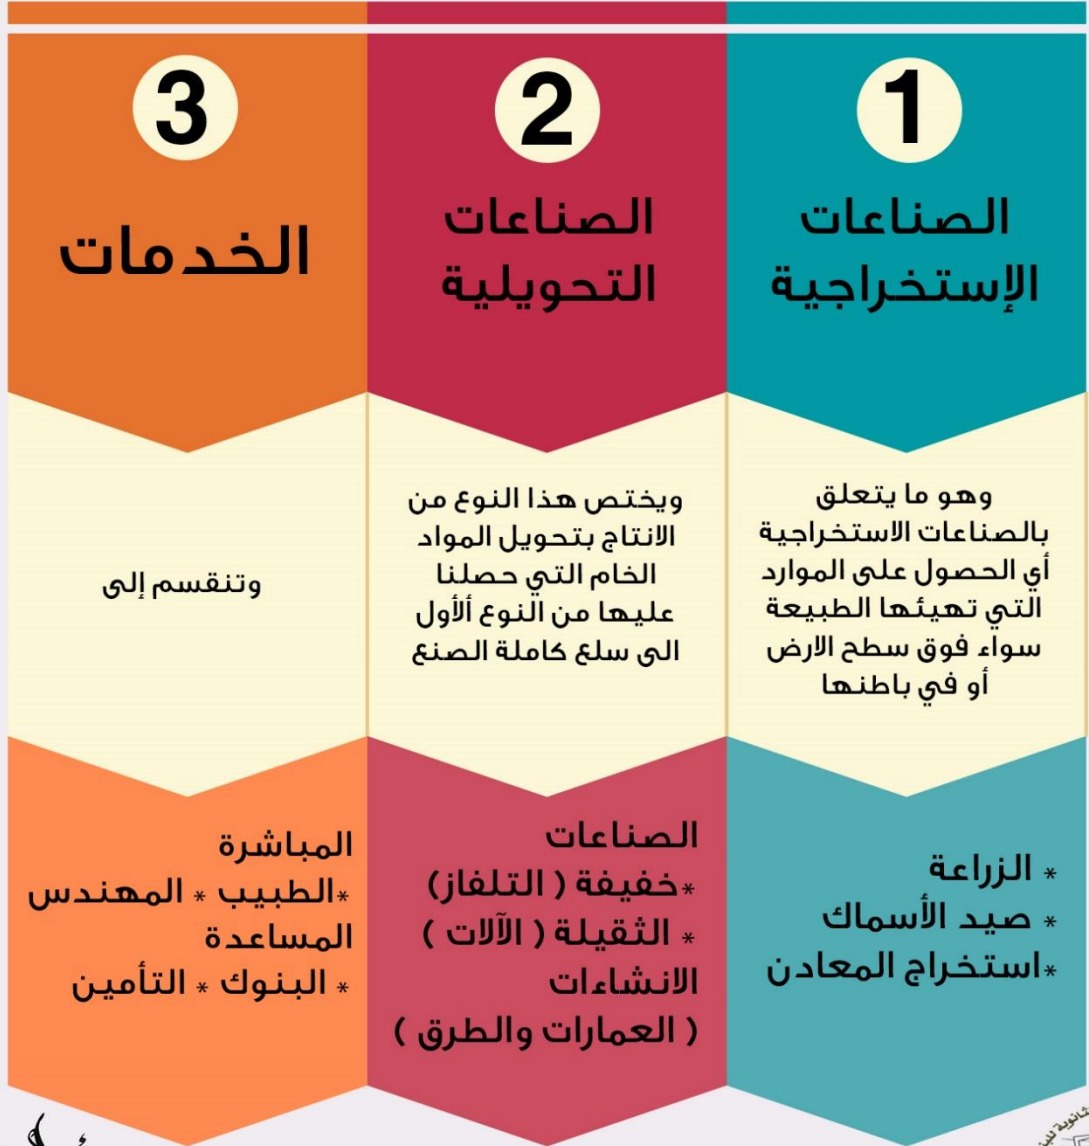 1
الصناعات
الإستخراجية
وهو ما يتعلق
بالصناعات الاستخراجية
أي الحصول على الموارد
التي تهيئها الطبيعة
سواء فوق سطح الارض
أو في باطنها
* الزراعة
* صيد الأسماك
*استخراج المعادن
2
الصناعات
التحويلية
ويختص هذا النوع من
الانتاج بتحويل المواد
الخام التي حصلنا
عليها من النوع ألأول
الى سلع كاملة الصنع
الصناعات
*خفيفة ( التلفاز)
* الثقيلة ( الآلات )
الانشاءات
( العمارات والطرق )
3
الخدمات
وتنقسم إلى
المباشرة
*الطبيب * المهندس
المساعدة
* البنوك * التأمين